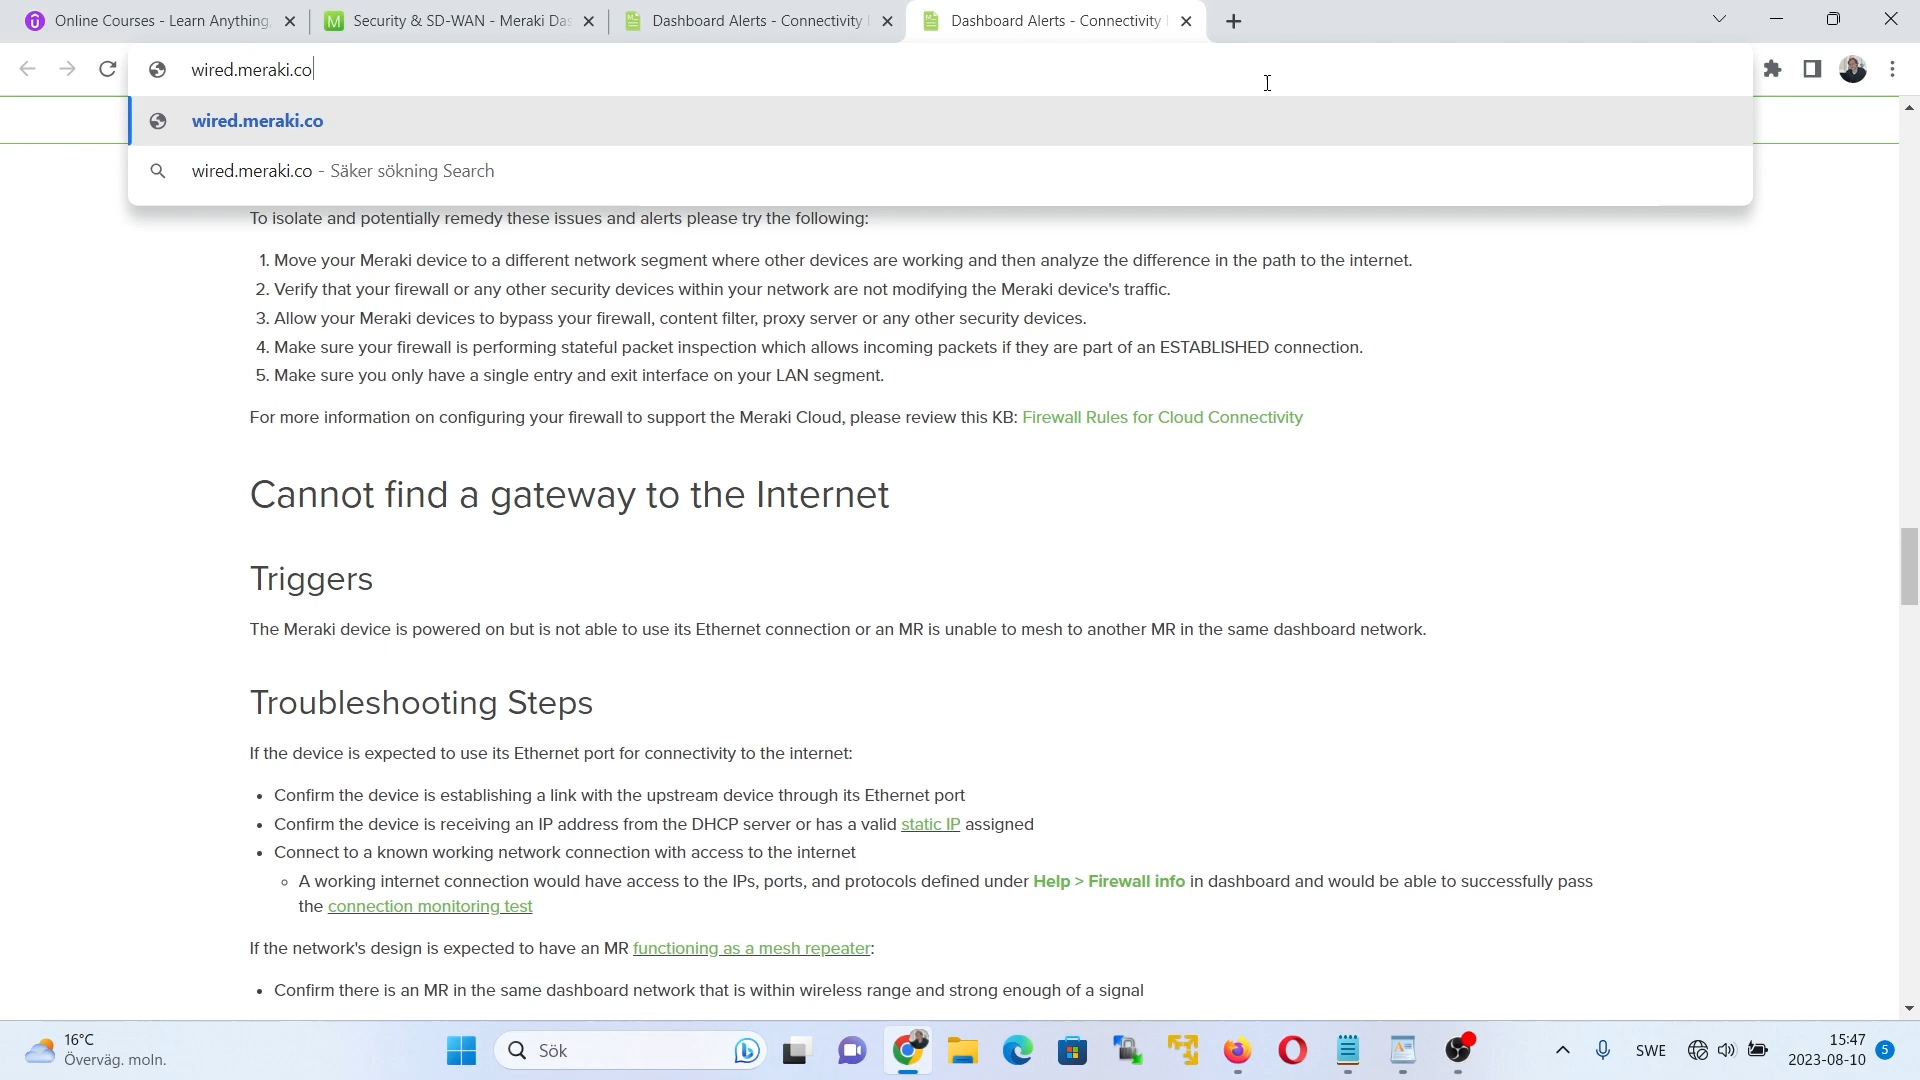 Online Courses - Learn Anything,
Security & SD-WAN - Meraki Das
Dashboard Alerts - Connectivity I
Dashboard Alerts - Connectivity I
wired.meraki.co
wired.meraki.co
wired.meraki.co - Säker sökning Search
To isolate and potentially remedy these issues and alerts please try the following:
1. Move your Meraki device to a different network segment where other devices are working and then analyze the difference in the path to the internet.
2. Verify that your firewall or any other security devices within your network are not modifying the Meraki device's traffic.
3. Allow your Meraki devices to bypass your firewall, content filter, proxy server or any other security devices.
4. Make sure your firewall is performing stateful packet inspection which allows incoming packets if they are part of an ESTABLISHED connection.
5. Make sure you only have a single entry and exit interface on your LAN segment.
For more information on configuring your firewall to support the Meraki Cloud, please review this KB: Firewall Rules for Cloud Connectivity
Cannot find a gateway to the Internet
Triggers
The Meraki device is powered on but is not able to use its Ethernet connection or an MR is unable to mesh to another MR in the same dashboard network.
Troubleshooting Steps
If the device is expected to use its Ethernet port for connectivity to the internet:
• Confirm the device is establishing a link with the upstream device through its Ethernet port
• Confirm the device is receiving an IP address from the DHCP server or has a valid static IP assigned
• Connect to a known working network connection with access to the internet
◦ A working internet connection would have access to the IPs, ports, and protocols defined under Help > Firewall info in dashboard and would be able to successfully pass
the connection monitoring test
If the network's design is expected to have an MR functioning as a mesh repeater:
• Confirm there is an MR in the same dashboard network that is within wireless range and strong enough of a signal
16°C
Överväg. moln.
Sök
SWE
15:47
2023-08-10
5